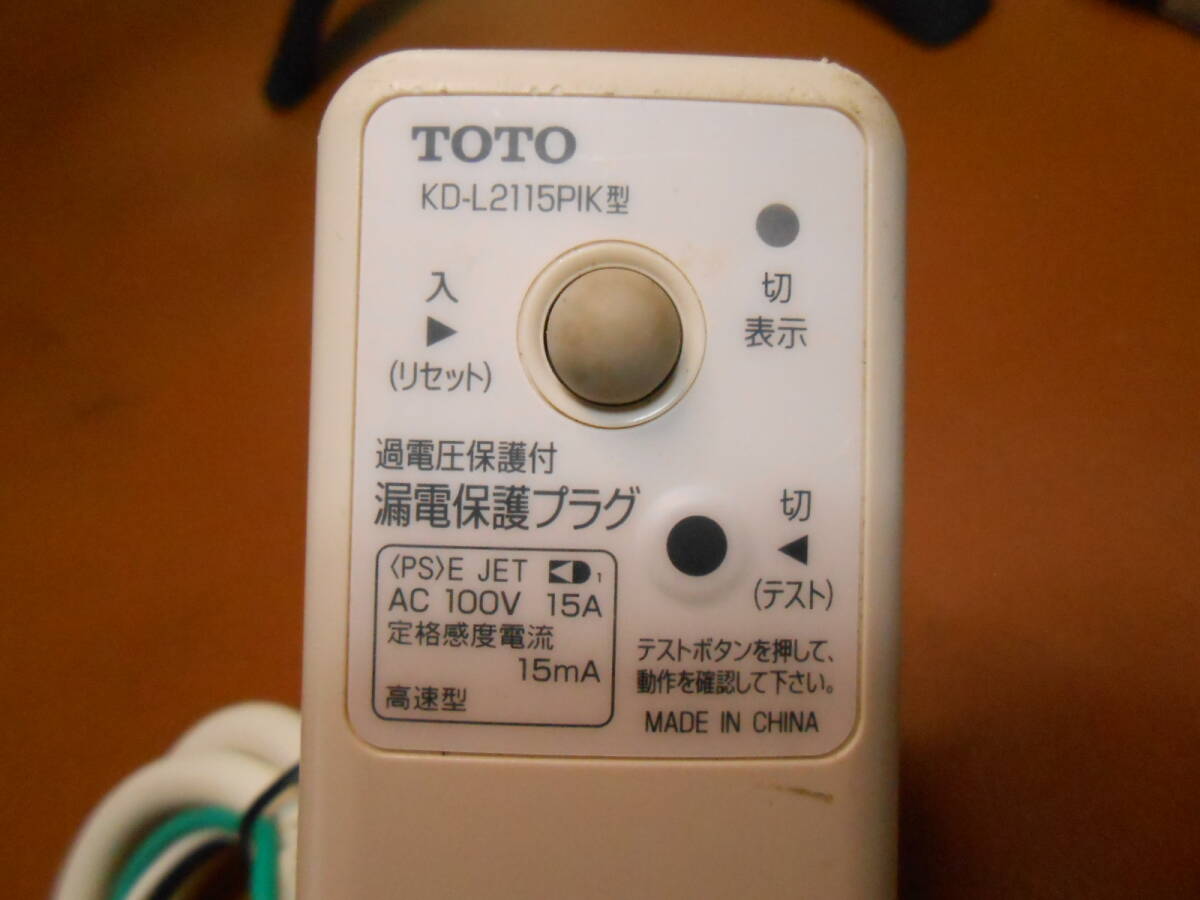 TOTO
KD-L2115PIK型
入
▶
(リセット)
切
表示
過電圧保護付
漏電保護プラグ
切
◀
(テスト)
〈PS〉E JET
AC 100V 15A
定格感度電流
15mA
高速型
テストボタンを押して、
動作を確認して下さい。
MADE IN CHINA